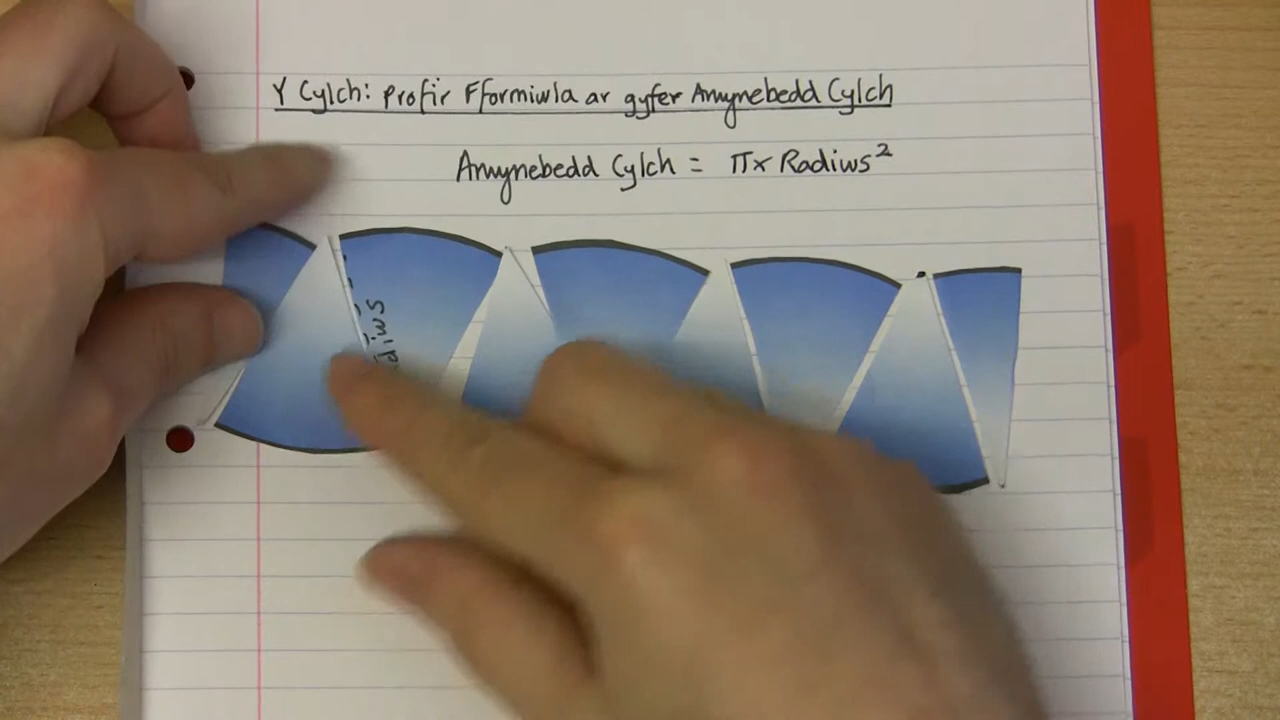 Y Cylch: Profi'r Fformiwla ar gyfer Arwynebedd Cylch
Arwynebedd Cylch = π x Radiws²